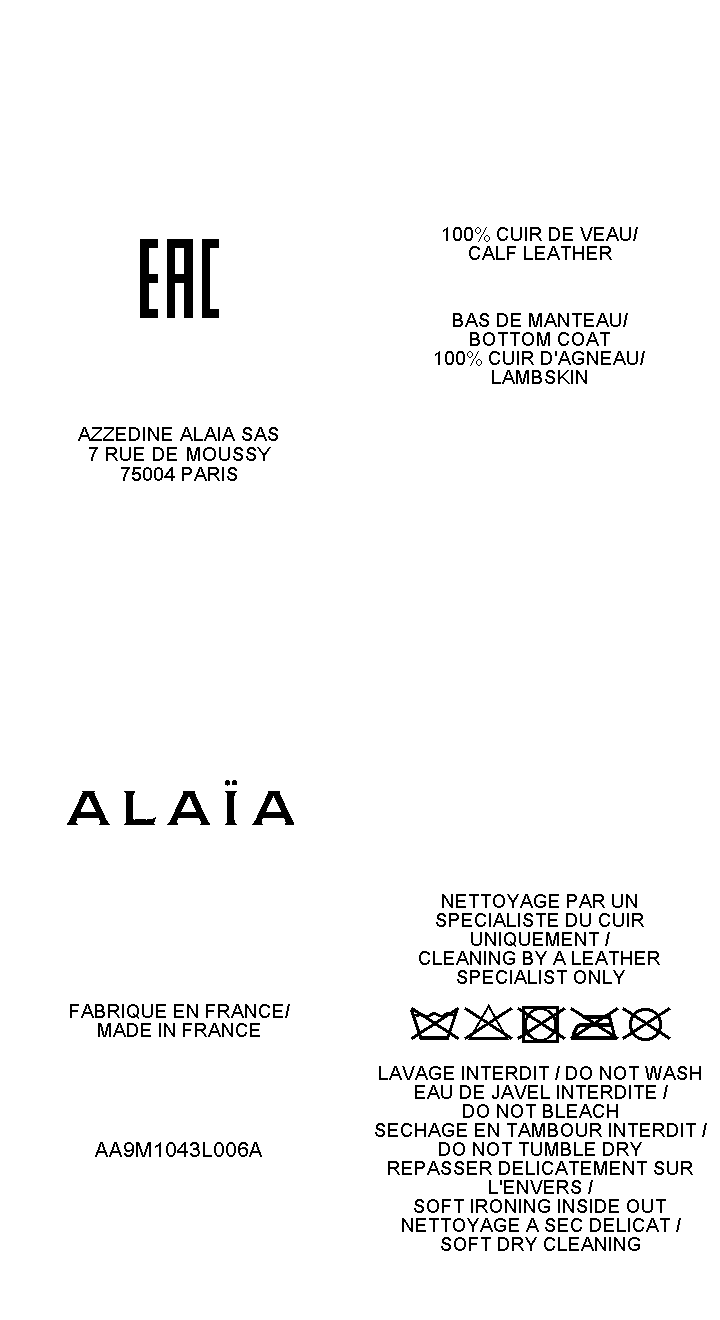 EAC
AZZEDINE ALAIA SAS
7 RUE DE MOUSSY
75004 PARIS
100% CUIR DE VEAU/
CALF LEATHER
BAS DE MANTEAU/
BOTTOM COAT
100% CUIR D'AGNEAU/
LAMBSKIN
ALAÏA
FABRIQUE EN FRANCE/
MADE IN FRANCE
AA9M1043L006A
NETTOYAGE PAR UN
SPECIALISTE DU CUIR
UNIQUEMENT /
CLEANING BY A LEATHER
SPECIALIST ONLY
LAVAGE INTERDIT / DO NOT WASH
EAU DE JAVEL INTERDITE /
DO NOT BLEACH
SECHAGE EN TAMBOUR INTERDIT /
DO NOT TUMBLE DRY
REPASSER DELICATEMENT SUR
L'ENVERS /
SOFT IRONING INSIDE OUT
NETTOYAGE A SEC DELICAT /
SOFT DRY CLEANING